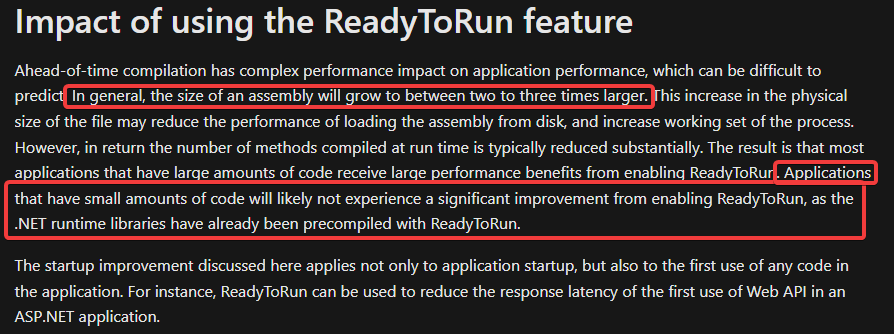 Impact of using the ReadyToRun feature
Ahead-of-time compilation has complex performance impact on application performance, which can be difficult to
predict. In general, the size of an assembly will grow to between two to three times larger. This increase in the physical
size of the file may reduce the performance of loading the assembly from disk, and increase working set of the process.
However, in return the number of methods compiled at run time is typically reduced substantially. The result is that most
applications that have large amounts of code receive large performance benefits from enabling ReadyToRun. Applications
that have small amounts of code will likely not experience a significant improvement from enabling ReadyToRun, as the
.NET runtime libraries have already been precompiled with ReadyToRun.
The startup improvement discussed here applies not only to application startup, but also to the first use of any code in
the application. For instance, ReadyToRun can be used to reduce the response latency of the first use of Web API in an
ASP.NET application.